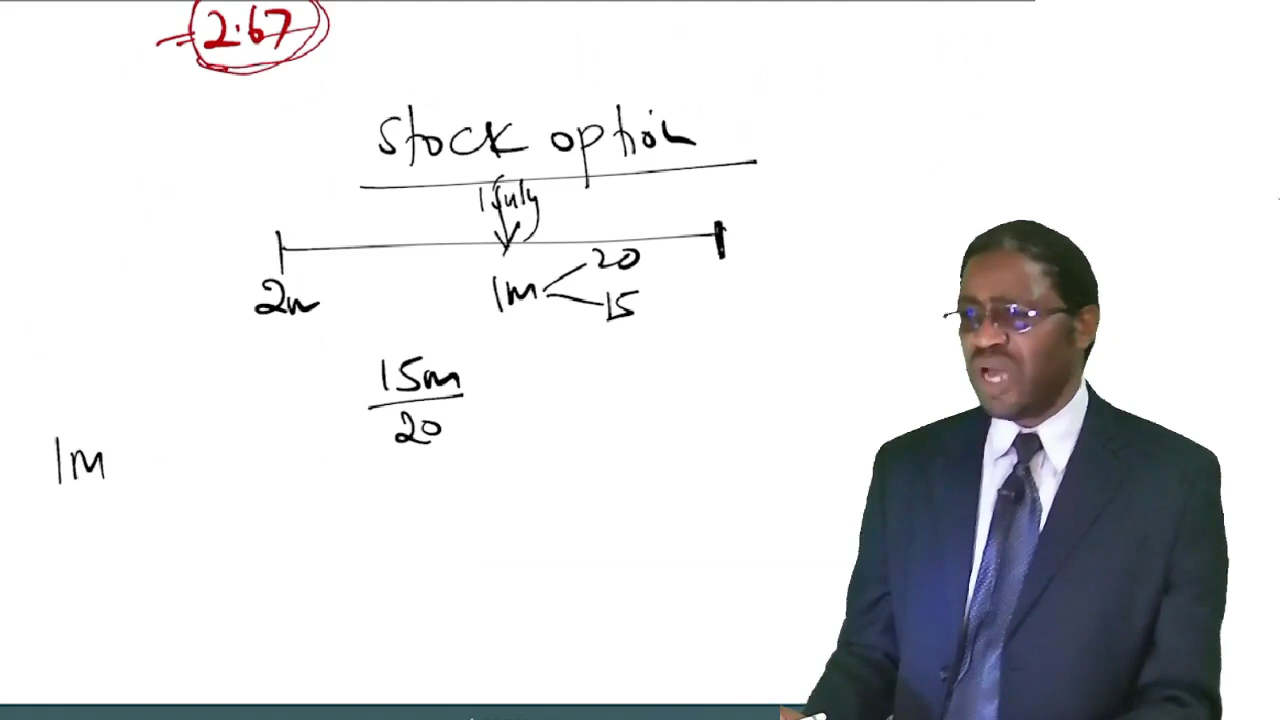 = 2.67
Stock option
1 July
2m 1m 20
15
15m
20
1m